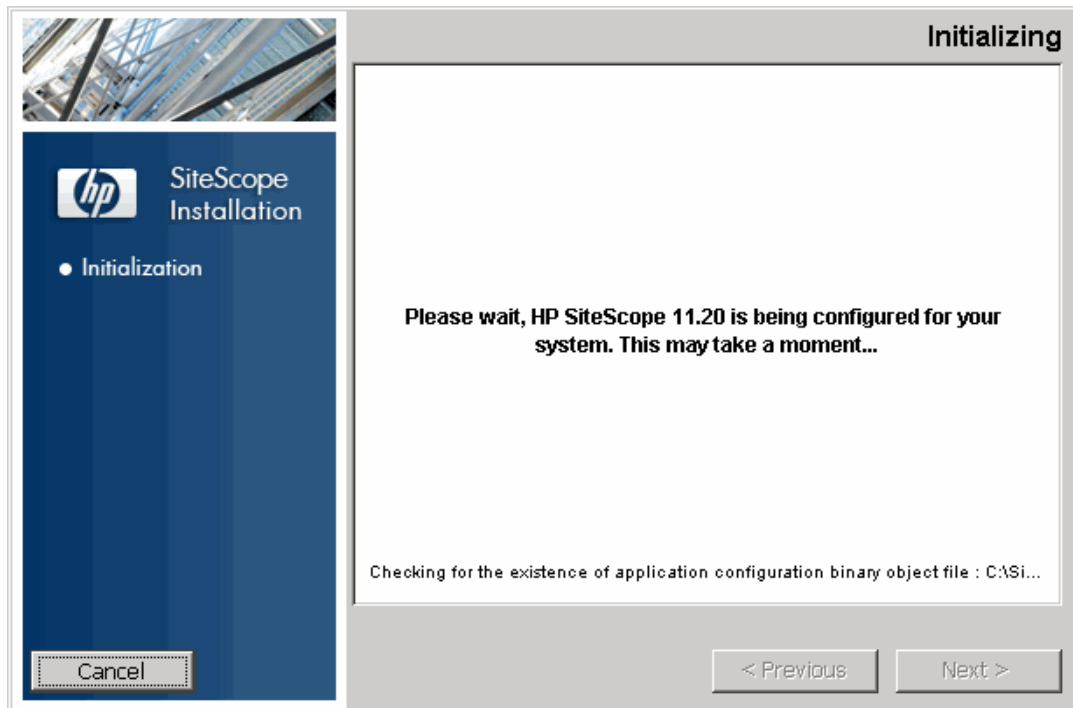 Initializing
hp
SiteScope
Installation
Initialization
Please wait, HP SiteScope 11.20 is being configured for your
system. This may take a moment...
Checking for the existence of application configuration binary object file : C:\Si...
Cancel
< Previous
Next >